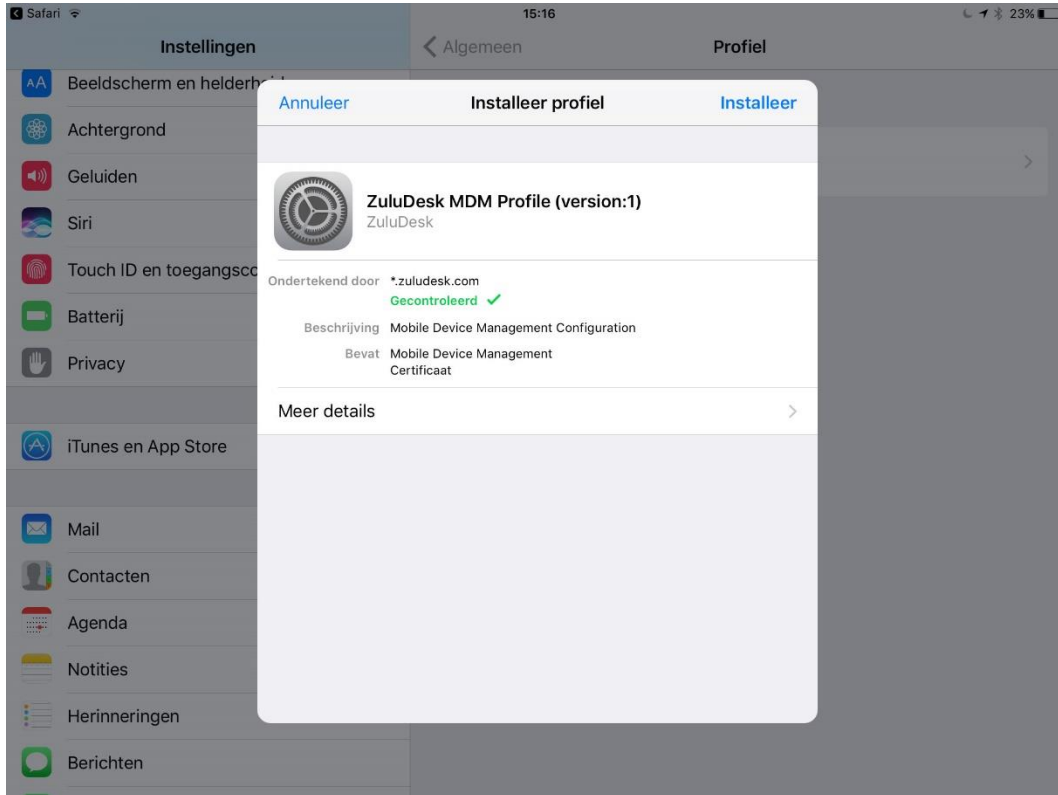 Safari
15:16
23%
Instellingen
Algemeen
Profiel
AA
Beeldscherm en
Achtergrond
Geluiden
Siri
Touch ID en
Batterij
Privacy
iTunes en App Store
Mail
Contacten
Agenda
Notities
Herinneringen
Berichten
Annuleer
Installeer profiel
Installeer
ZuluDesk MDM Profile (version:1)
ZuluDesk
Ondertekend door *.zuludesk.com
Gecontroleerd
Beschrijving Mobile Device Management Configuration
Bevat Mobile Device Management
Certificaat
Meer details